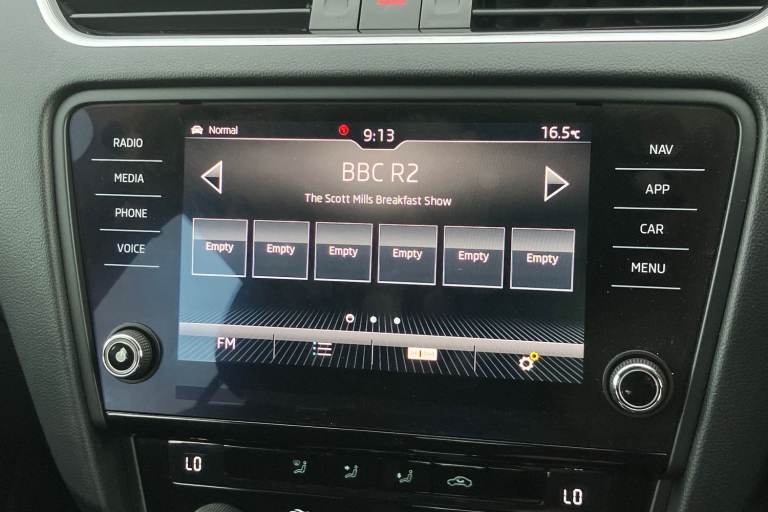 Normal 9:13 16.5°C
RADIO
MEDIA
PHONE
VOICE
BBC R2
The Scott Mills Breakfast Show
Empty Empty Empty Empty Empty Empty
FM
NAV
APP
CAR
MENU
LO LO